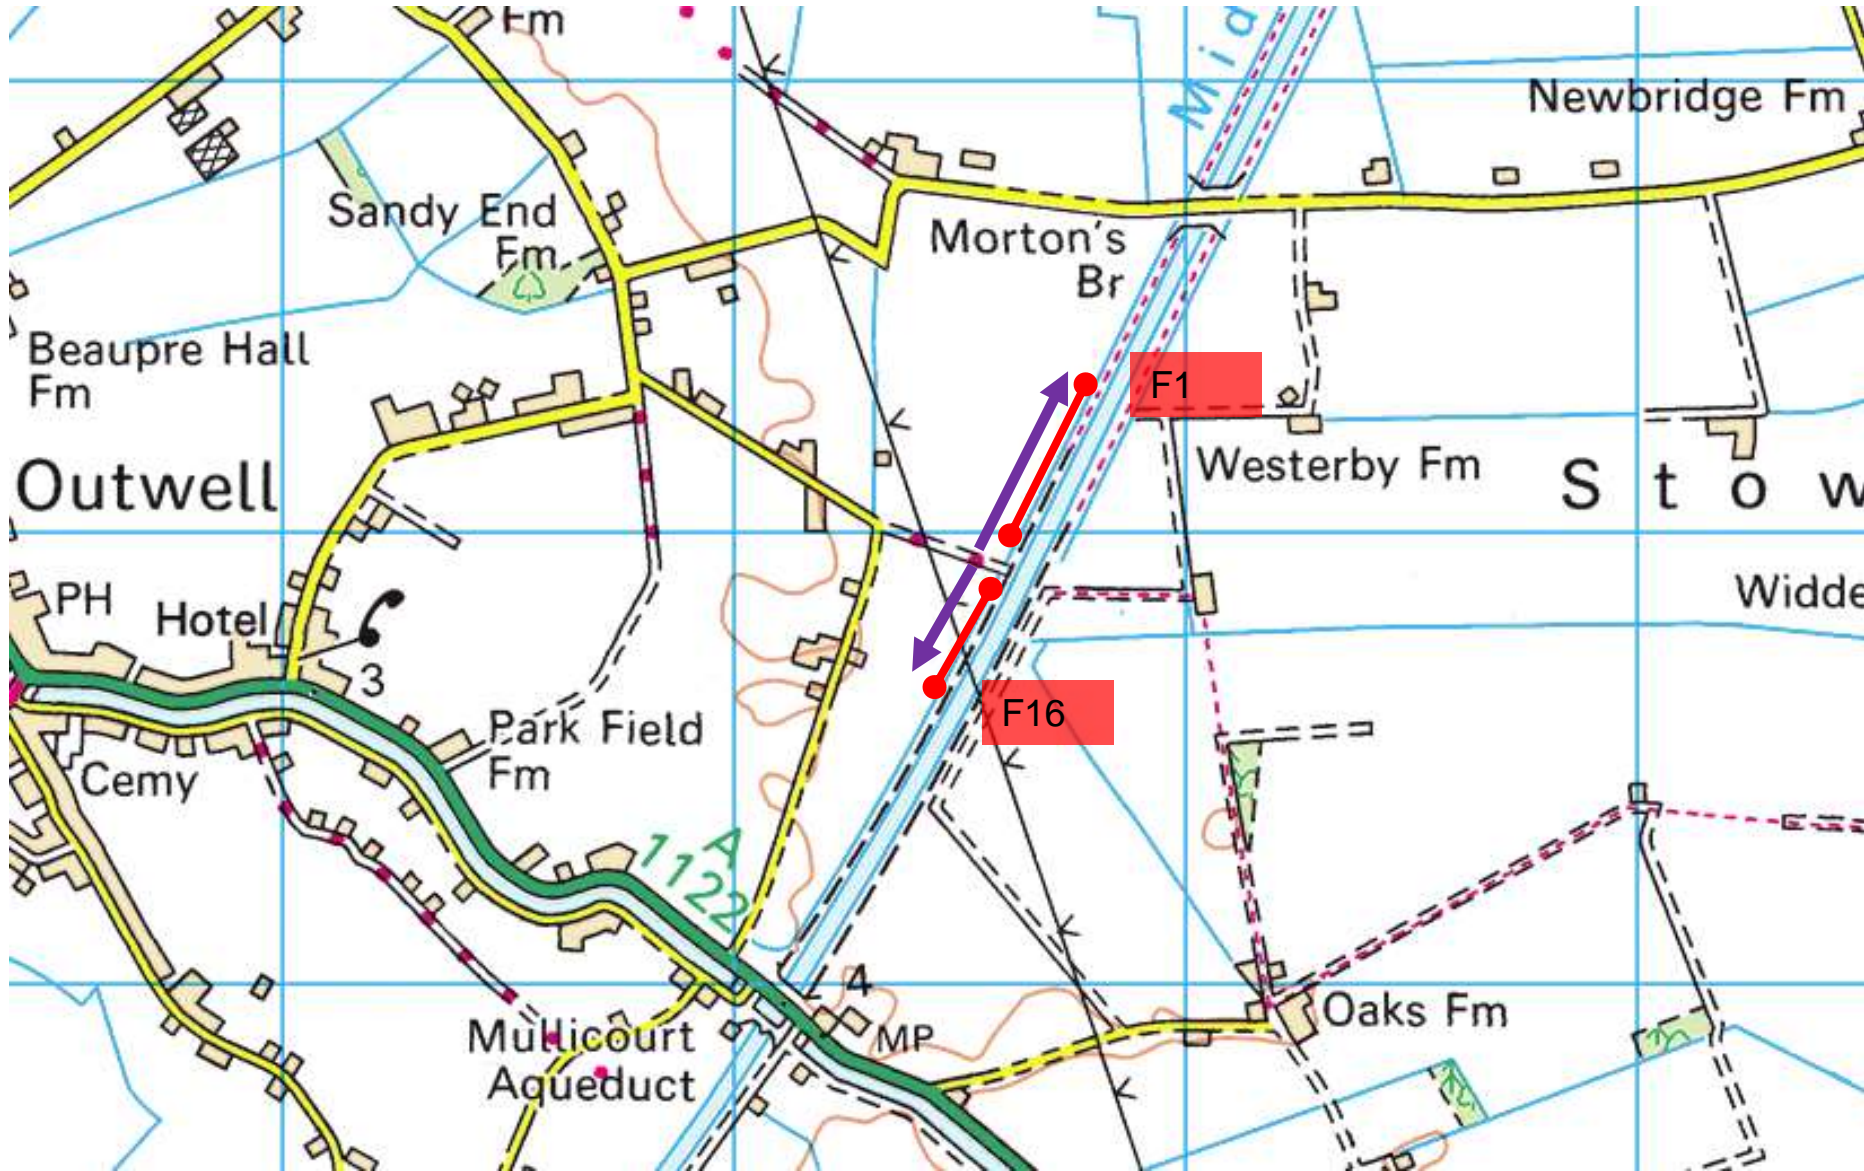 Fm
Mid
Newbridge Fm
Sandy End
Fm
Morton's
Br
Beaupre Hall
Fm
F1
Outwell
Westerby Fm
Stow
PH
Hotel
Widde
3
F16
Park Field
Fm
Cemy
A
1122
4
Mullicourt
Aqueduct
MP
Oaks Fm